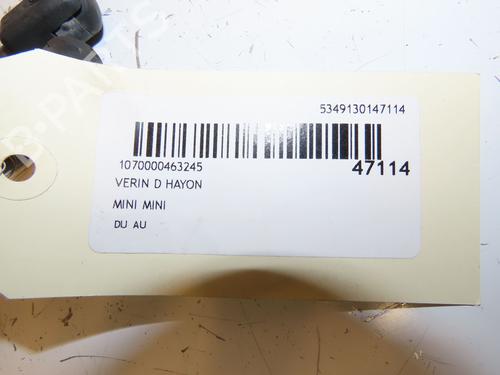 5349130147114
1070000463245
47114
VERIN D HAYON
MINI MINI
DU AU